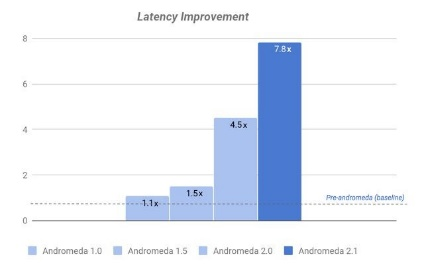 Latency Improvement
8
7.8x
6
4.5x
4
2
1.5x
1.1x
Pre-andromeda (baseline)
0
Andromeda 1.0 Andromeda 1.5 Andromeda 2.0 Andromeda 2.1